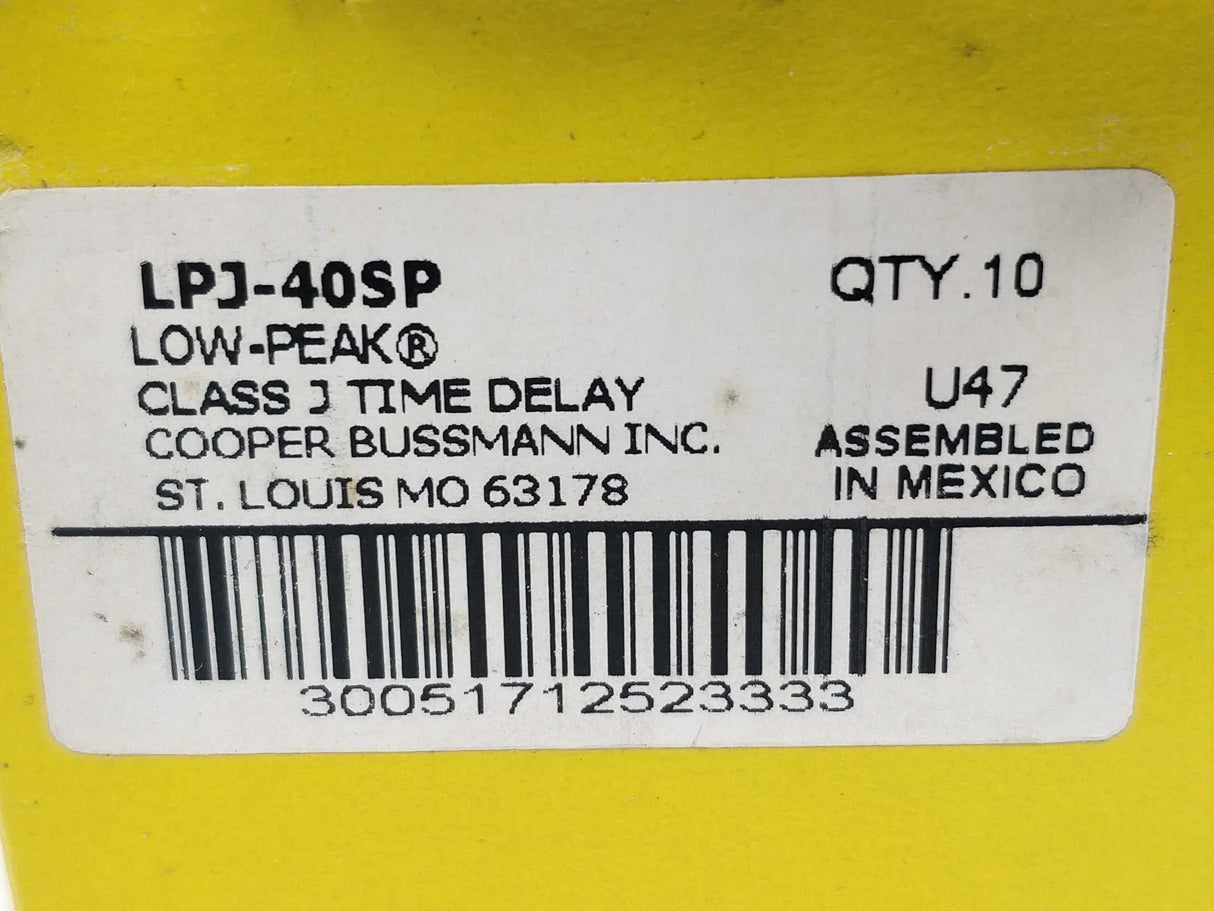 LPJ-40SP
QTY.10
LOW-PEAK®
CLASS J TIME DELAY
U47
COOPER BUSSMANN INC.
ASSEMBLED
ST. LOUIS MO 63178
IN MEXICO
30051712523333